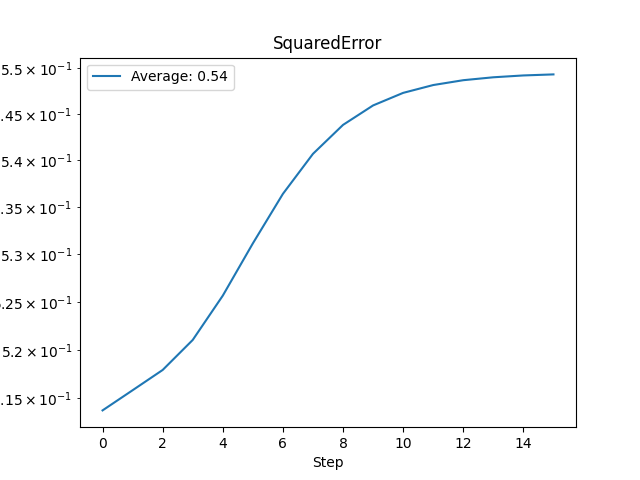 SquaredError
Average: 0.54
5.5 × 10⁻¹
.45 × 10⁻¹
5.4 × 10⁻¹
.35 × 10⁻¹
5.3 × 10⁻¹
.25 × 10⁻¹
5.2 × 10⁻¹
.15 × 10⁻¹
0 2 4 6 8 10 12 14
Step